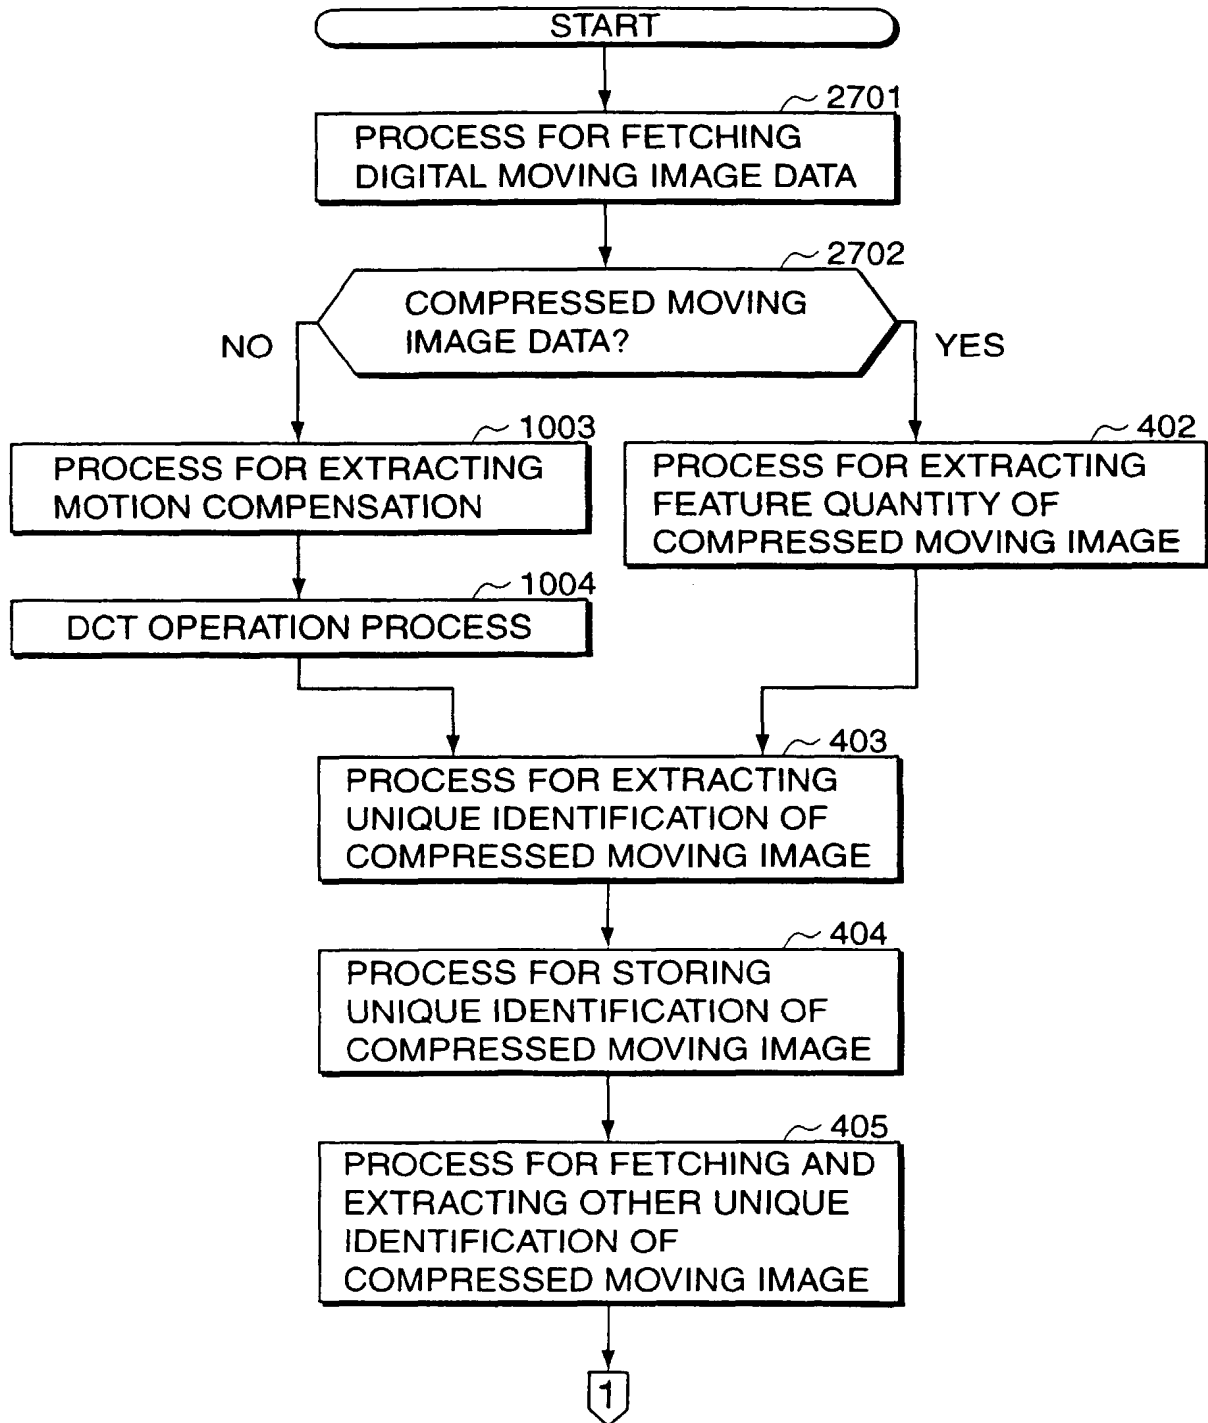 START
2701
PROCESS FOR FETCHING
DIGITAL MOVING IMAGE DATA
2702
COMPRESSED MOVING
IMAGE DATA?
NO
YES
1003
PROCESS FOR EXTRACTING
MOTION COMPENSATION
402
PROCESS FOR EXTRACTING
FEATURE QUANTITY OF
COMPRESSED MOVING IMAGE
1004
DCT OPERATION PROCESS
403
PROCESS FOR EXTRACTING
UNIQUE IDENTIFICATION OF
COMPRESSED MOVING IMAGE
404
PROCESS FOR STORING
UNIQUE IDENTIFICATION OF
COMPRESSED MOVING IMAGE
405
PROCESS FOR FETCHING AND
EXTRACTING OTHER UNIQUE
IDENTIFICATION OF
COMPRESSED MOVING IMAGE
1